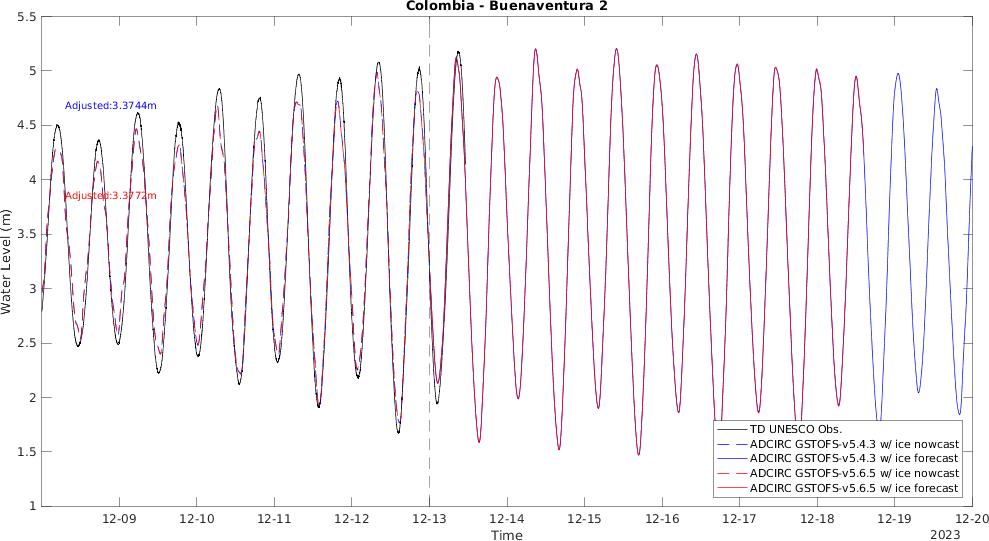 Colombia - Buenaventura 2
5.5
5
4.5
4
3.5
3
2.5
2
1.5
1
Water Level (m)
Adjusted:3.3744m
Adjusted:3.3772m
TD UNESCO Obs.
ADCIRC GSTOFS-v5.4.3 w/ ice nowcast
ADCIRC GSTOFS-v5.4.3 w/ ice forecast
ADCIRC GSTOFS-v5.6.5 w/ ice nowcast
ADCIRC GSTOFS-v5.6.5 w/ ice forecast
12-09 12-10 12-11 12-12 12-13 12-14 12-15 12-16 12-17 12-18 12-19 12-20
Time
2023